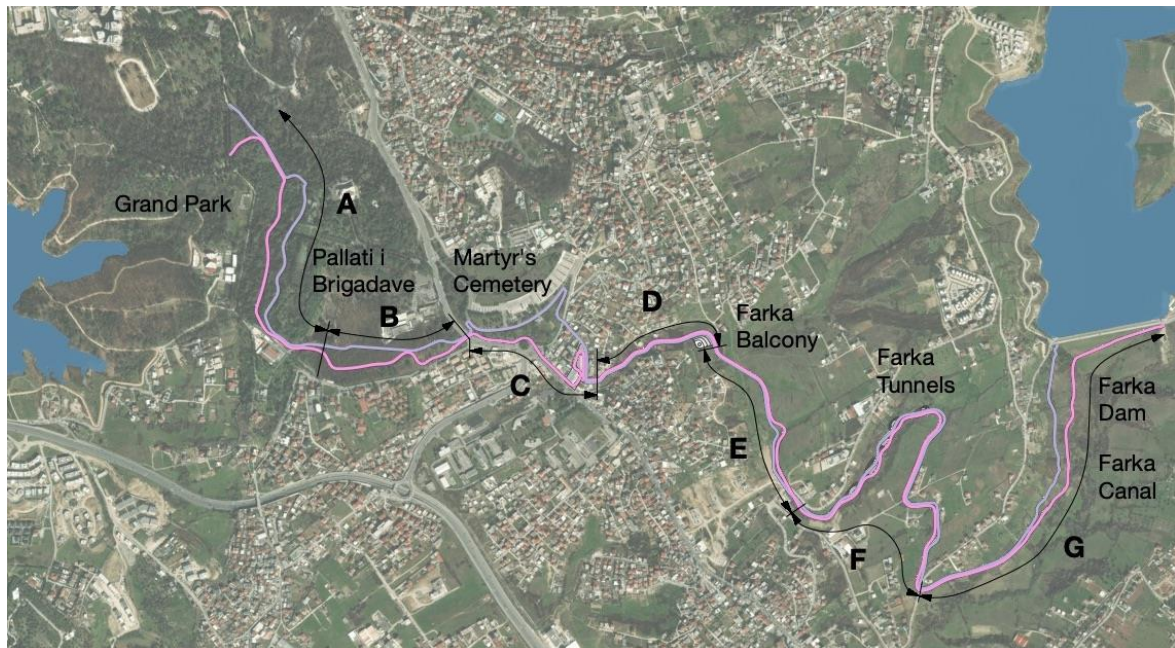 Grand Park
A
Pallati i
Brigadave
B
Martyr's
Cemetery
C
D
Farka
Balcony
E
Farka
Tunnels
F
Farka
Dam
Farka
Canal
G